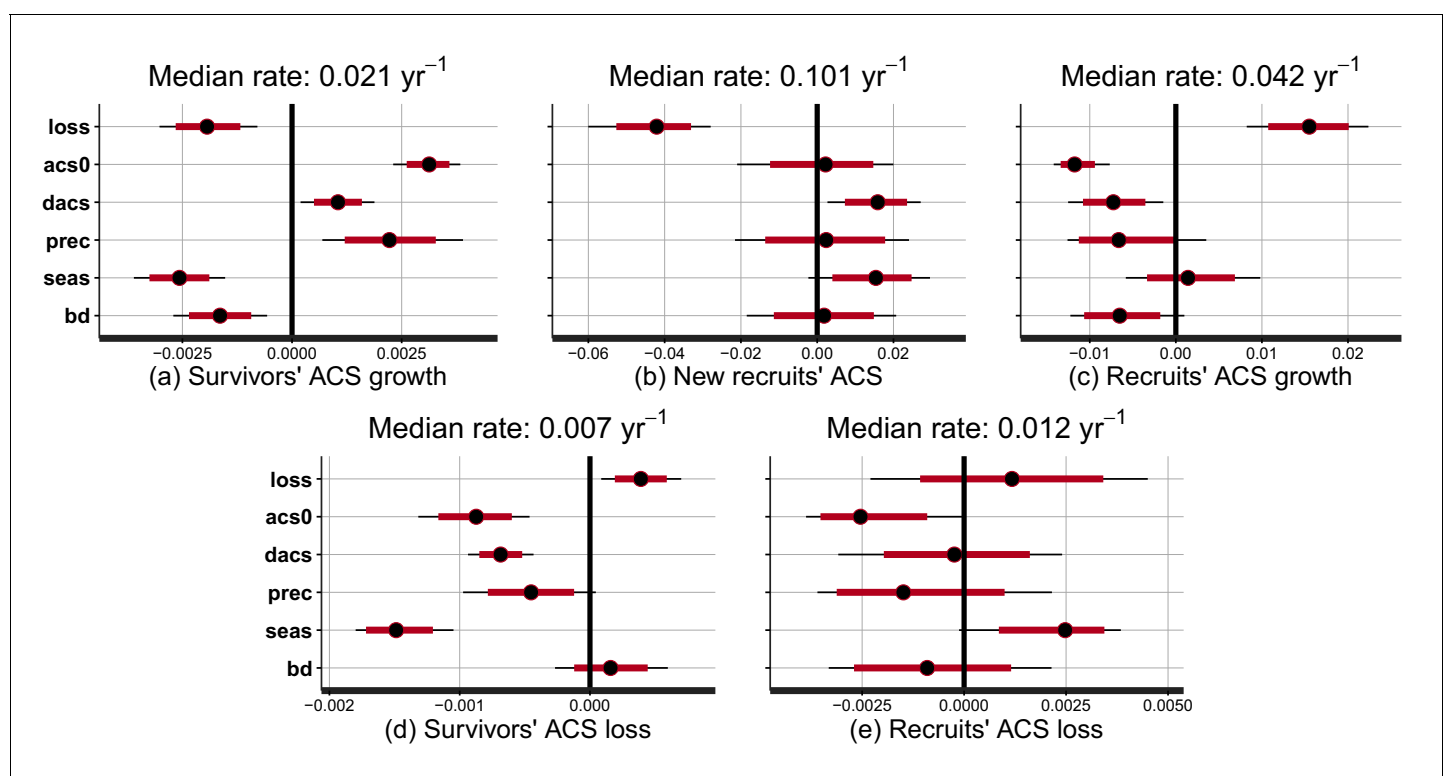 Median rate: 0.021 yr⁻¹ Median rate: 0.101 yr⁻¹ Median rate: 0.042 yr⁻¹
loss
acs0
dacs
prec
seas
bd
−0.0025 0.0000 0.0025 −0.06 −0.04 −0.02 0.00 0.02 −0.01 0.00 0.01 0.02
(a) Survivors' ACS growth (b) New recruits' ACS (c) Recruits' ACS growth
Median rate: 0.007 yr⁻¹ Median rate: 0.012 yr⁻¹
loss
acs0
dacs
prec
seas
bd
−0.002 −0.001 0.000 −0.0025 0.0000 0.0025 0.0050
(d) Survivors' ACS loss (e) Recruits' ACS loss